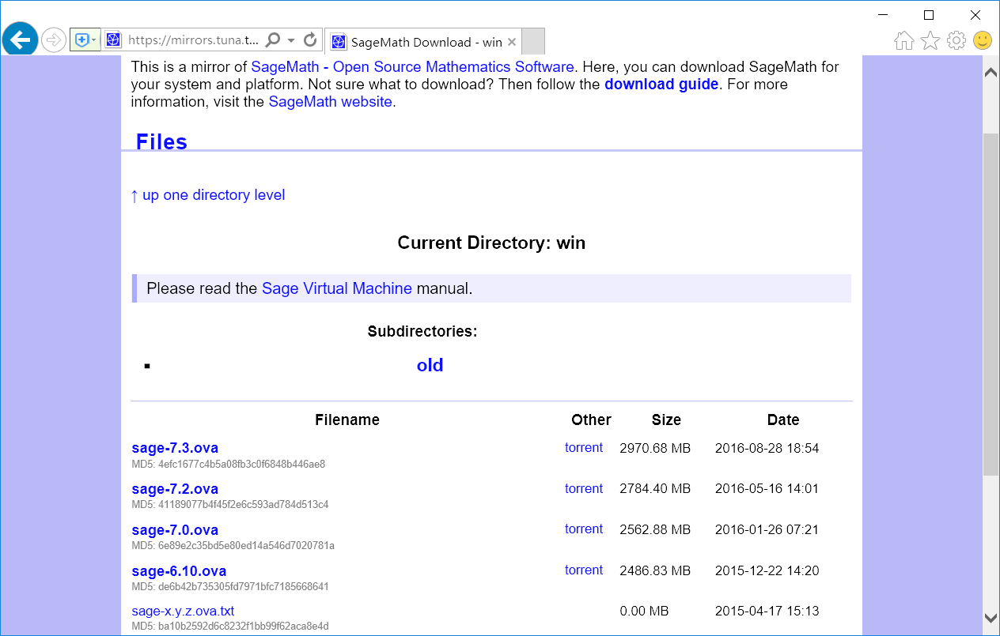 https://mirrors.tuna.t...
SageMath Download - win
This is a mirror of SageMath - Open Source Mathematics Software. Here, you can download SageMath for
your system and platform. Not sure what to download? Then follow the download guide. For more
information, visit the SageMath website.
Files
↑ up one directory level
Current Directory: win
Please read the Sage Virtual Machine manual.
Subdirectories:
▪ old
Filename Other Size Date
sage-7.3.ova torrent 2970.68 MB 2016-08-28 18:54
MD5: 4efc1677c4b5a08fb3c0f6848b446ae8
sage-7.2.ova torrent 2784.40 MB 2016-05-16 14:01
MD5: 41189077b4f45f2e6c593ad784d513c4
sage-7.0.ova torrent 2562.88 MB 2016-01-26 07:21
MD5: 6e89e2c35bd5e80ed14a546d7020781a
sage-6.10.ova torrent 2486.83 MB 2015-12-22 14:20
MD5: de6b42b735305fd7971bfc7185668641
sage-x.y.z.ova.txt 0.00 MB 2015-04-17 15:13
MD5: ba10b2592d6c8232f1bb99f62aca8e4d